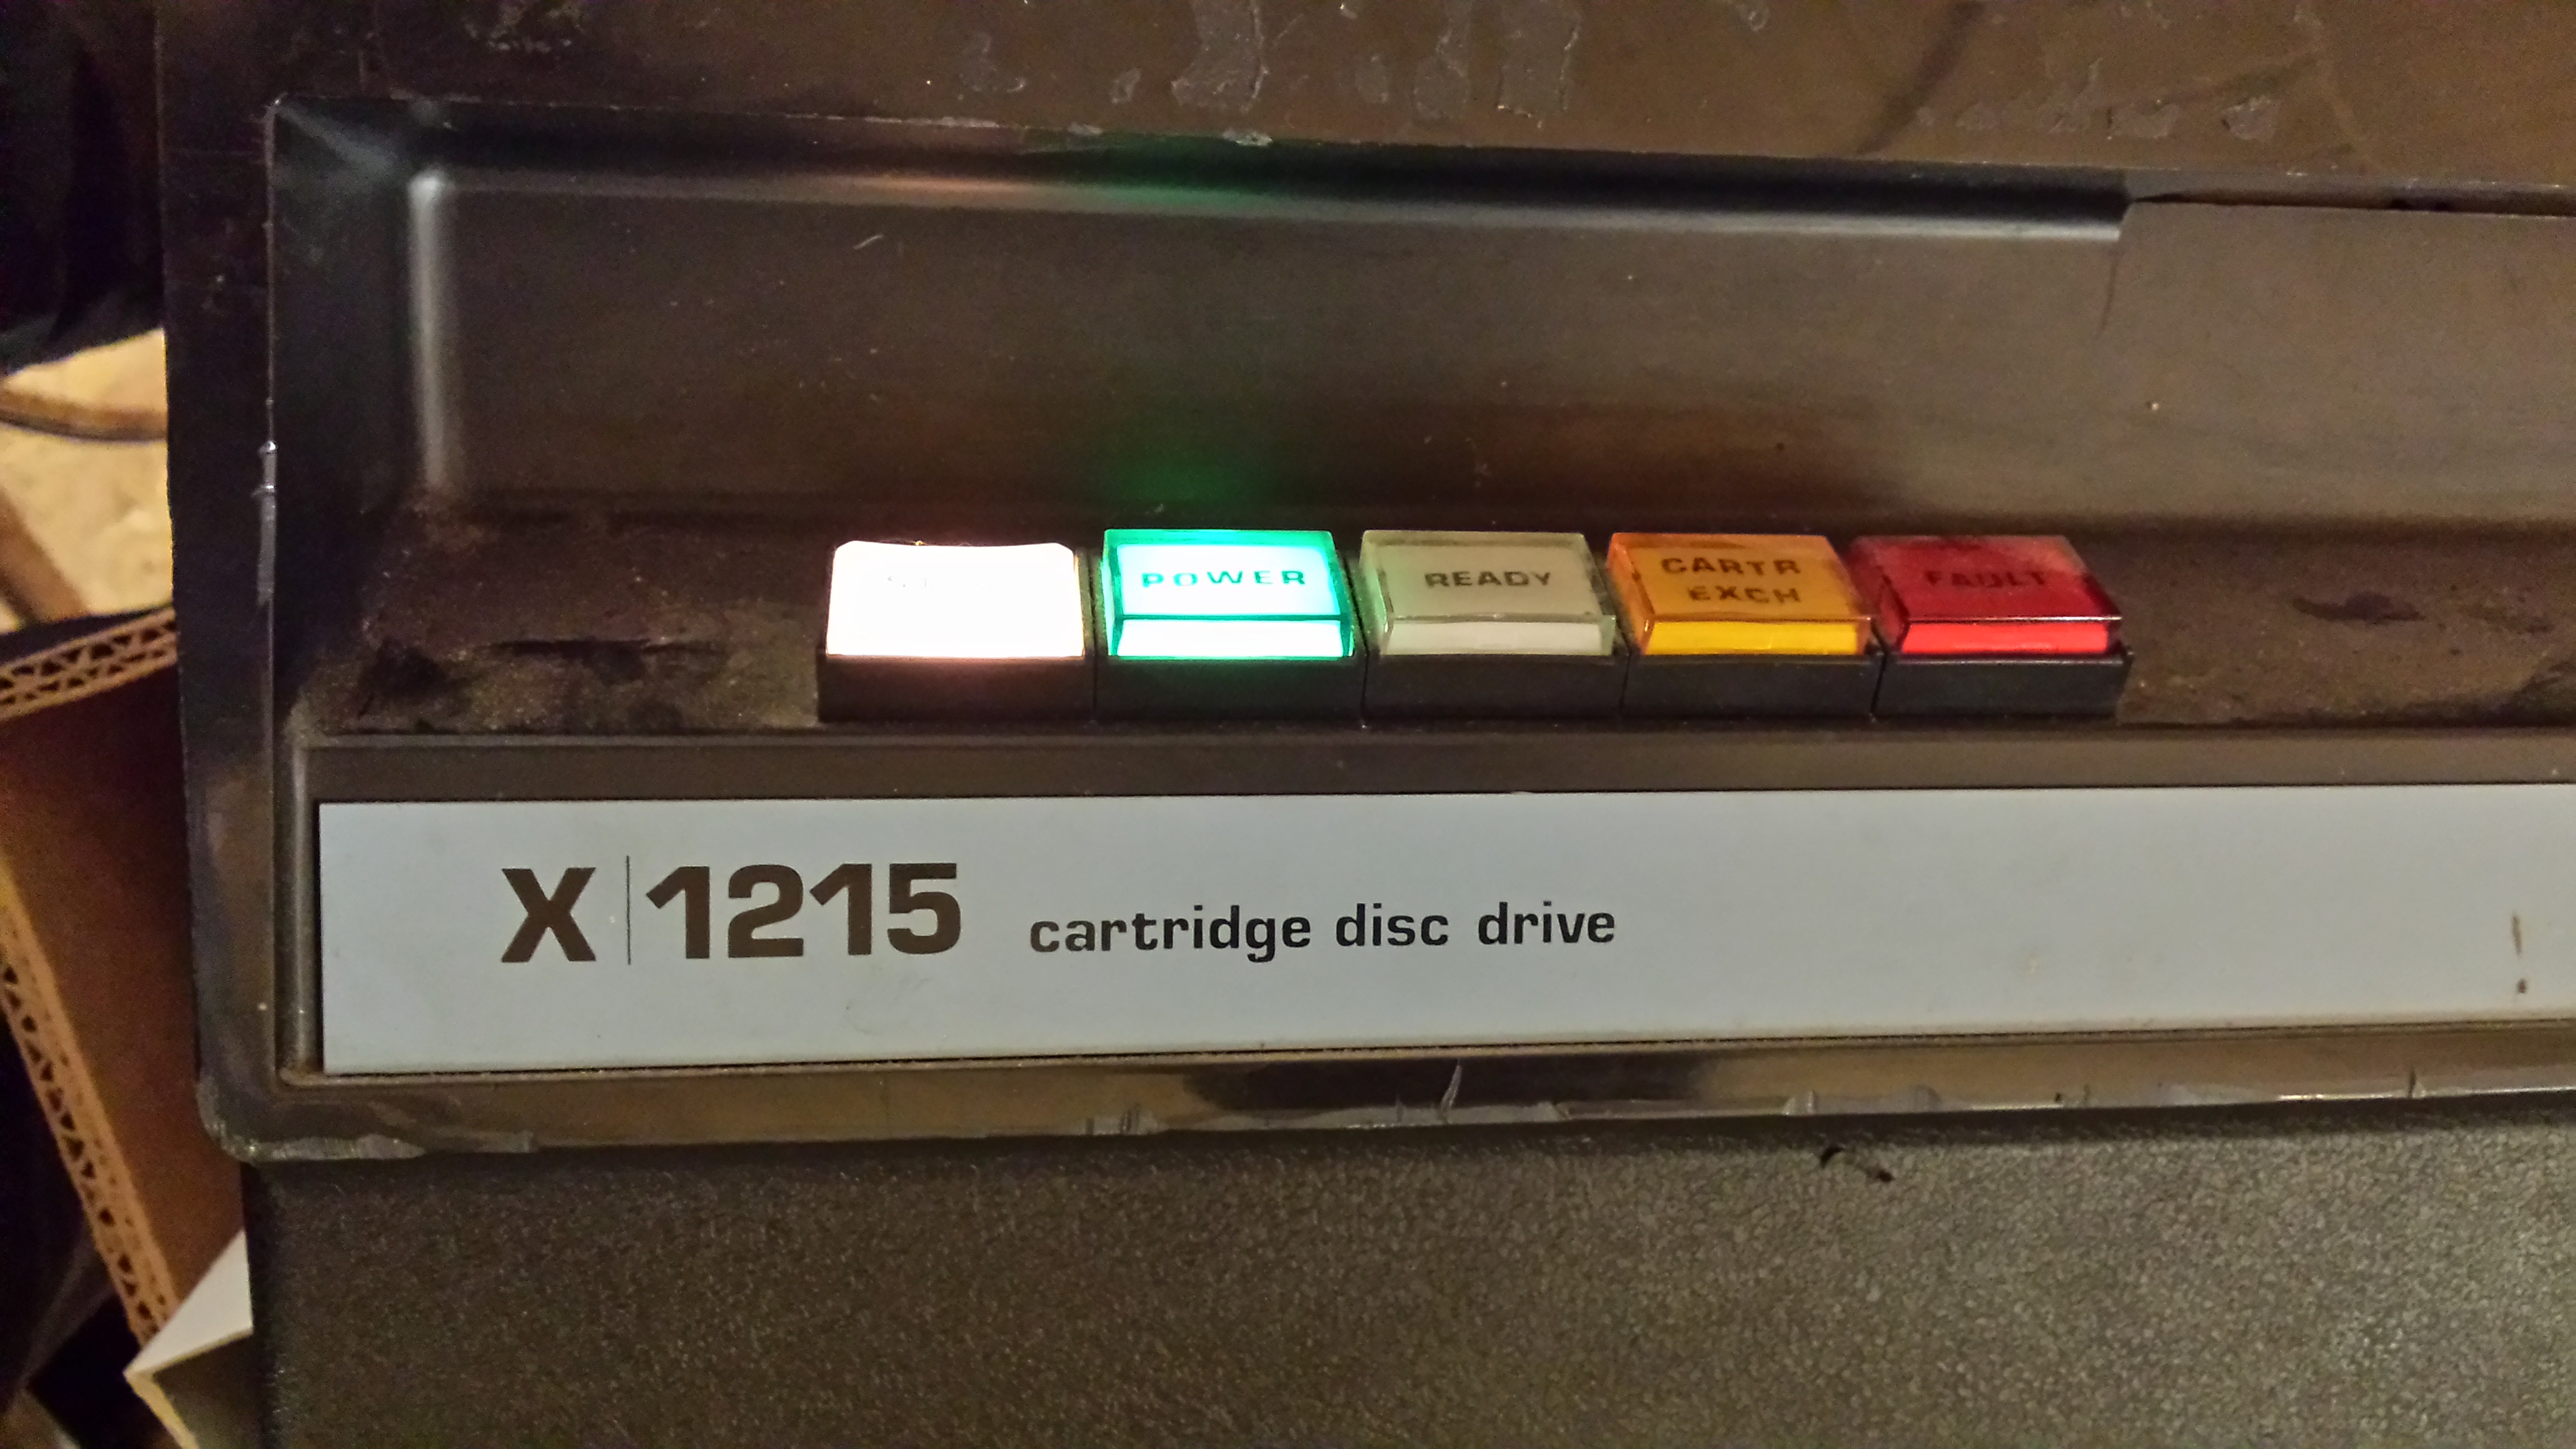 POWER
READY
CARTR
EXCH
FAULT
X|1215 cartridge disc drive